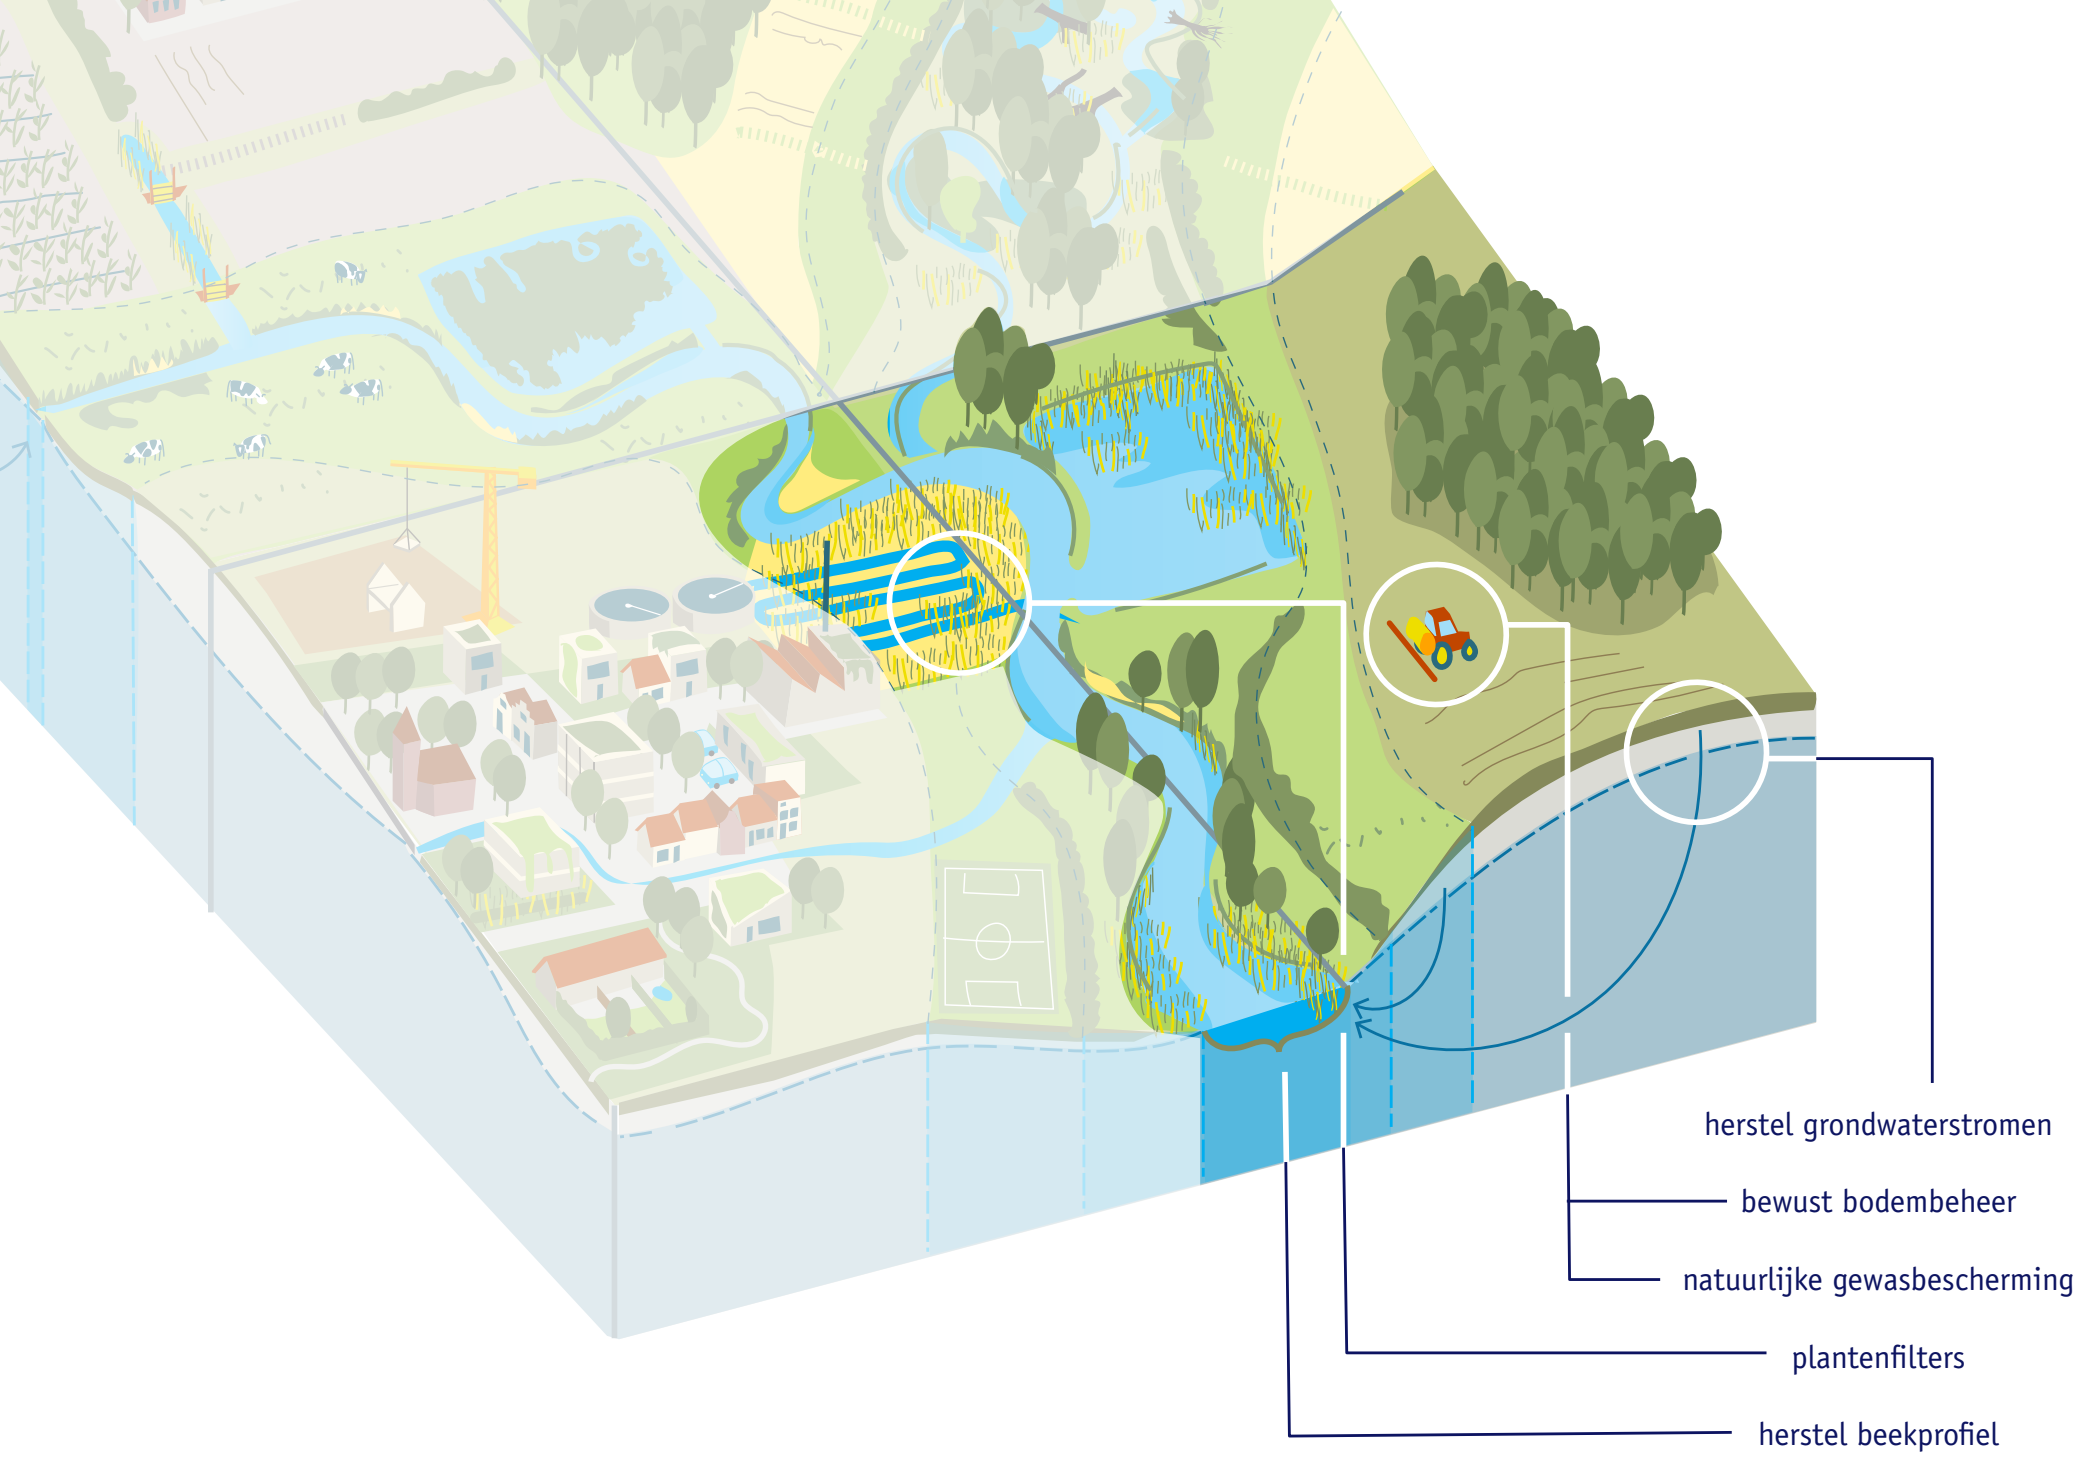 herstel grondwaterstromen
bewust bodembeheer
natuurlijke gewasbescherming
plantenfilters
herstel beekprofiel